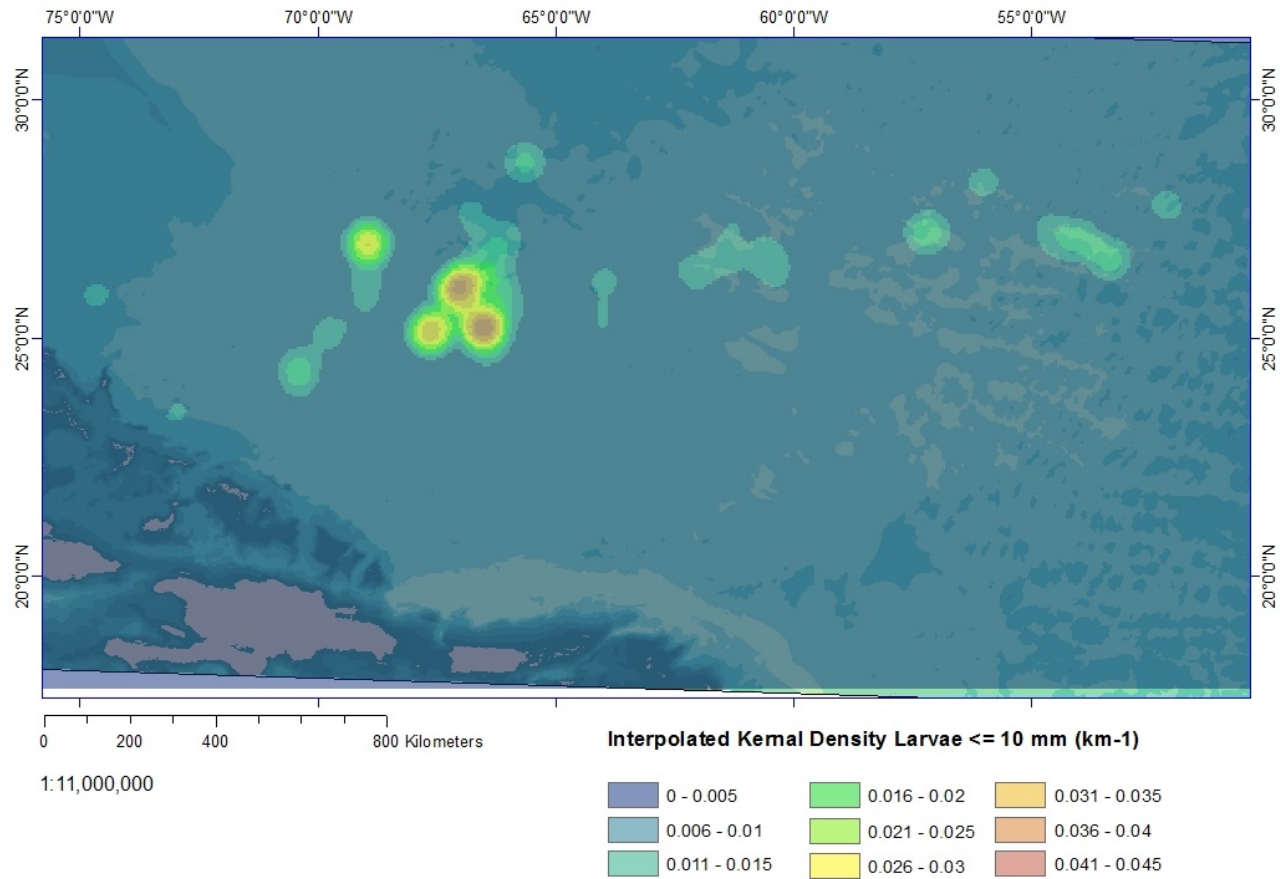 75°0'0"W 70°0'0"W 65°0'0"W 60°0'0"W 55°0'0"W
30°0'0"N 30°0'0"N
25°0'0"N 25°0'0"N
20°0'0"N 20°0'0"N
0 200 400 800 Kilometers
1:11,000,000
Interpolated Kernal Density Larvae <= 10 mm (km-1)
0 - 0.005 0.016 - 0.02 0.031 - 0.035
0.006 - 0.01 0.021 - 0.025 0.036 - 0.04
0.011 - 0.015 0.026 - 0.03 0.041 - 0.045